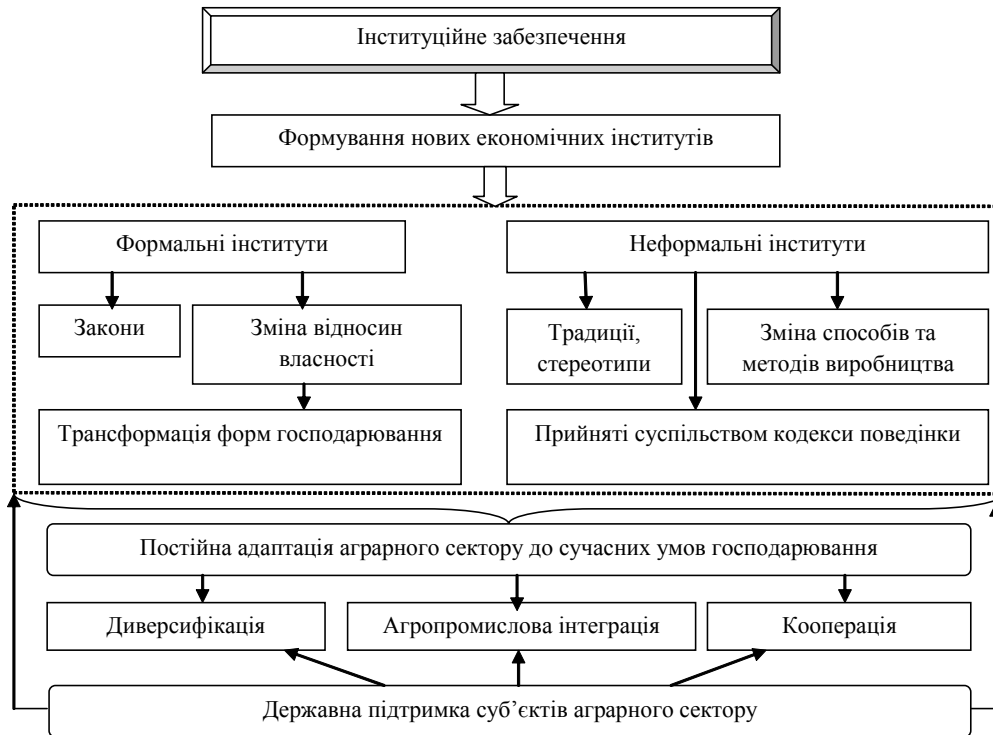 Інституційне забезпечення
Формування нових економічних інститутів
Формальні інститути
Неформальні інститути
Закони
Зміна відносин
власності
Традиції,
стереотипи
Зміна способів та
методів виробництва
Трансформація форм господарювання
Прийняті суспільством кодекси поведінки
Постійна адаптація аграрного сектору до сучасних умов господарювання
Диверсифікація
Агропромислова інтеграція
Кооперація
Державна підтримка суб’єктів аграрного сектору